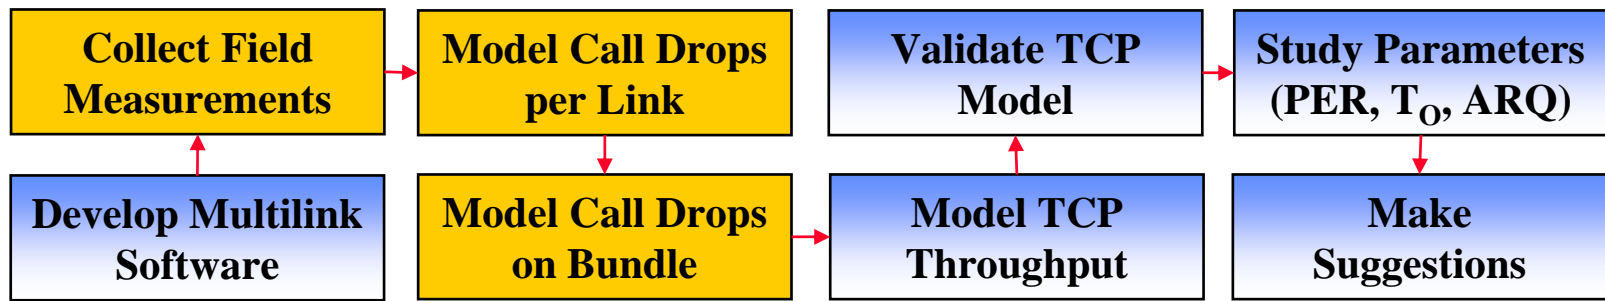 Collect Field
Measurements
Model Call Drops
per Link
Validate TCP
Model
Study Parameters
(PER, T_O, ARQ)
Develop Multilink
Software
Model Call Drops
on Bundle
Model TCP
Throughput
Make
Suggestions